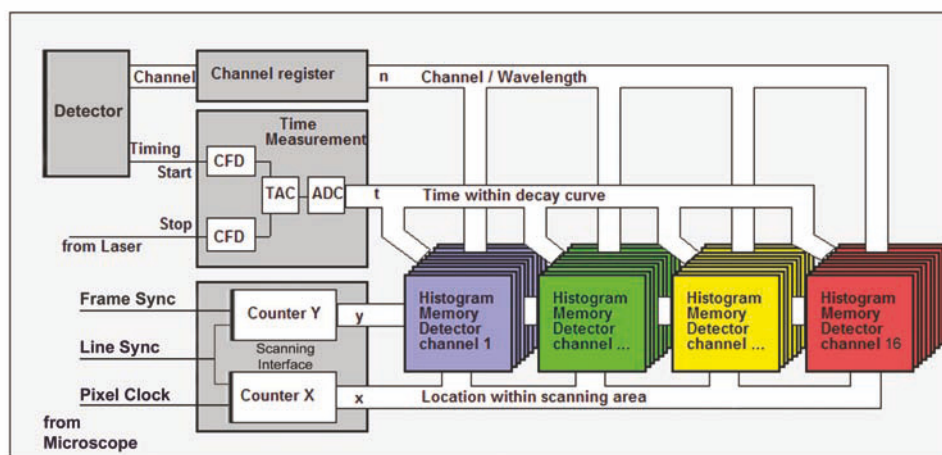 Detector
Channel
Channel register
n
Channel / Wavelength
Time
Measurement
Timing
Start
CFD
TAC
ADC
t
Time within decay curve
Stop
from Laser
CFD
Frame Sync
Line Sync
Pixel Clock
from
Microscope
Counter Y
y
Scanning
Interface
Counter X
x
Location within scanning area
Histogram
Memory
Detector
channel 1
Histogram
Memory
Detector
channel ...
Histogram
Memory
Detector
channel ...
Histogram
Memory
Detector
channel 16